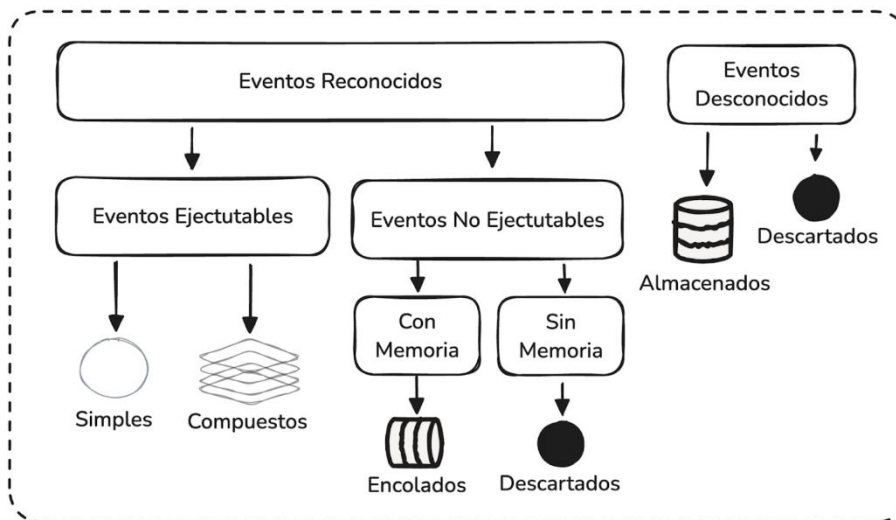 Eventos Reconocidos
Eventos
Desconocidos
Eventos Ejectutables
Eventos No Ejectutables
Almacenados
Descartados
Con
Memoria
Sin
Memoria
Simples
Compuestos
Encolados
Descartados